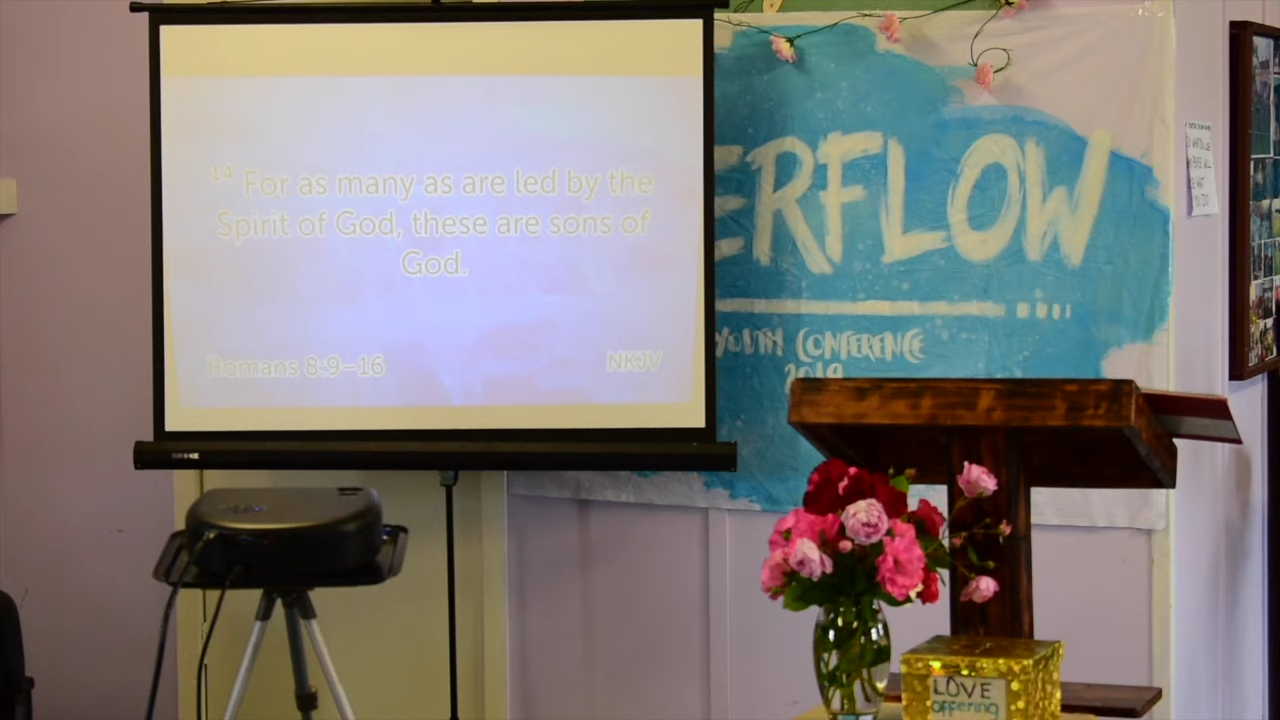 14 For as many as are led by the
Spirit of God, these are sons of
God.
Romans 8:9–16
NKJV
ERFLOW
YOUTH CONFERENCE
2019
LOVE
offering